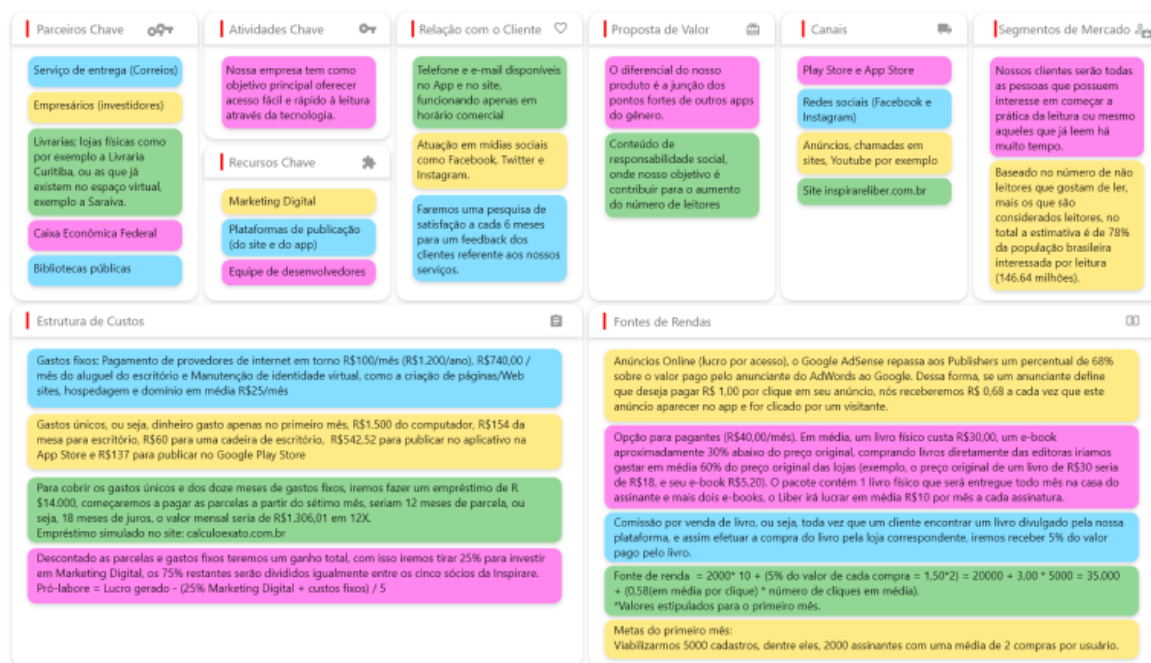 Parceiros Chave
Serviço de entrega (Correios)
Empresários (investidores)
Livrarias; lojas físicas como
por exemplo a Livraria
Curitiba, ou as que já
existem no espaço virtual,
exemplo a Saraiva.
Caixa Econômica Federal
Bibliotecas públicas
Atividades Chave
Nossa empresa tem como
objetivo principal oferecer
acesso fácil e rápido à leitura
através da tecnologia.
Recursos Chave
Marketing Digital
Plataformas de publicação
(do site e do app)
Equipe de desenvolvedores
Relação com o Cliente
Telefone e e-mail disponíveis
no App e no site,
funcionando apenas em
horário comercial
Atuação em mídias sociais
como Facebook, Twitter e
Instagram.
Faremos uma pesquisa de
satisfação a cada 6 meses
para um feedback dos
clientes referente aos nossos
serviços.
Proposta de Valor
O diferencial do nosso
produto é a junção dos
pontos fortes de outros apps
do gênero.
Conteúdo de
responsabilidade social,
onde nosso objetivo é
contribuir para o aumento
do número de leitores
Canais
Play Store e App Store
Redes sociais (Facebook e
Instagram)
Anúncios, chamadas em
sites, Youtube por exemplo
Site inspirareliber.com.br
Segmentos de Mercado
Nossos clientes serão todas
as pessoas que possuem
interesse em começar a
prática da leitura ou mesmo
aqueles que já leem há
muito tempo.
Baseado no número de não
leitores que gostam de ler,
mais os que são
considerados leitores, no
total a estimativa é de 78%
da população brasileira
interessada por leitura
(146.64 milhões).
Estrutura de Custos
Gastos fixos: Pagamento de provedores de internet em torno R$100/mês (R$1.200/ano), R$740,00 /
mês do aluguel do escritório e Manutenção de identidade virtual, como a criação de páginas/Web
sites, hospedagem e domínio em média R$25/mês
Gastos únicos, ou seja, dinheiro gasto apenas no primeiro mês, R$1.500 do computador, R$154 da
mesa para escritório, R$60 para uma cadeira de escritório, R$542,52 para publicar no aplicativo na
App Store e R$137 para publicar no Google Play Store
Para cobrir os gastos únicos e dos doze meses de gastos fixos, iremos fazer um empréstimo de R
$14.000, começaremos a pagar as parcelas a partir do sétimo mês, seriam 12 meses de parcela, ou
seja, 18 meses de juros, o valor mensal seria de R$1.306,01 em 12X.
Empréstimo simulado no site: calculoexato.com.br
Descontado as parcelas e gastos fixos teremos um ganho total, com isso iremos tirar 25% para investir
em Marketing Digital, os 75% restantes serão divididos igualmente entre os cinco sócios da Inspirare.
Pró-labore = Lucro gerado - (25% Marketing Digital + custos fixos) / 5
Fontes de Rendas
Anúncios Online (lucro por acesso), o Google AdSense repassa aos Publishers um percentual de 68%
sobre o valor pago pelo anunciante do AdWords ao Google. Dessa forma, se um anunciante define
que deseja pagar R$ 1,00 por clique em seu anúncio, nós receberemos R$ 0,68 a cada vez que este
anúncio aparecer no app e for clicado por um visitante.
Opção para pagantes (R$40,00/mês). Em média, um livro físico custa R$30,00, um e-book
aproximadamente 30% abaixo do preço original, comprando livros diretamente das editoras iriamos
gastar em média 60% do preço original das lojas (exemplo, o preço original de um livro de R$30 seria
de R$18, e seu e-book R$5,20). O pacote contém 1 livro físico que será entregue todo mês na casa do
assinante e mais dois e-books, o Liber irá lucrar em média R$10 por mês a cada assinatura.
Comissão por venda de livro, ou seja, toda vez que um cliente encontrar um livro divulgado pela nossa
plataforma, e assim efetuar a compra do livro pela loja correspondente, iremos receber 5% do valor
pago pelo livro.
Fonte de renda = 2000* 10 + (5% do valor de cada compra = 1,50*2) = 20000 + 3,00 * 5000 = 35.000
+ (0,58(em média por clique) * número de cliques em média).
*Valores estipulados para o primeiro mês.
Metas do primeiro mês:
Viabilizarmos 5000 cadastros, dentre eles, 2000 assinantes com uma média de 2 compras por usuário.